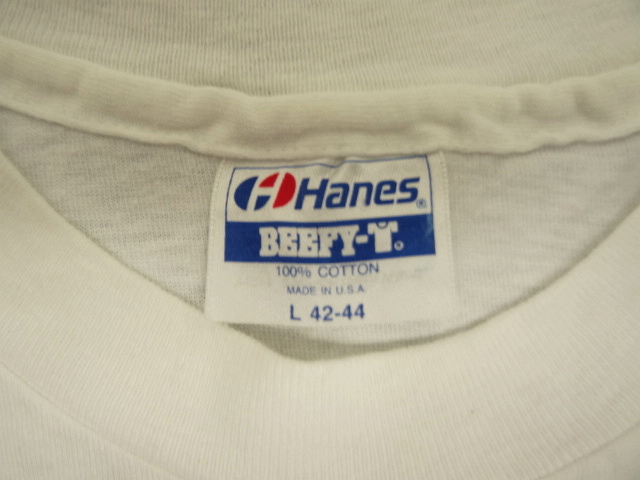 Hanes®
BEEFY-T®
100% COTTON
MADE IN U.S.A.
L 42-44